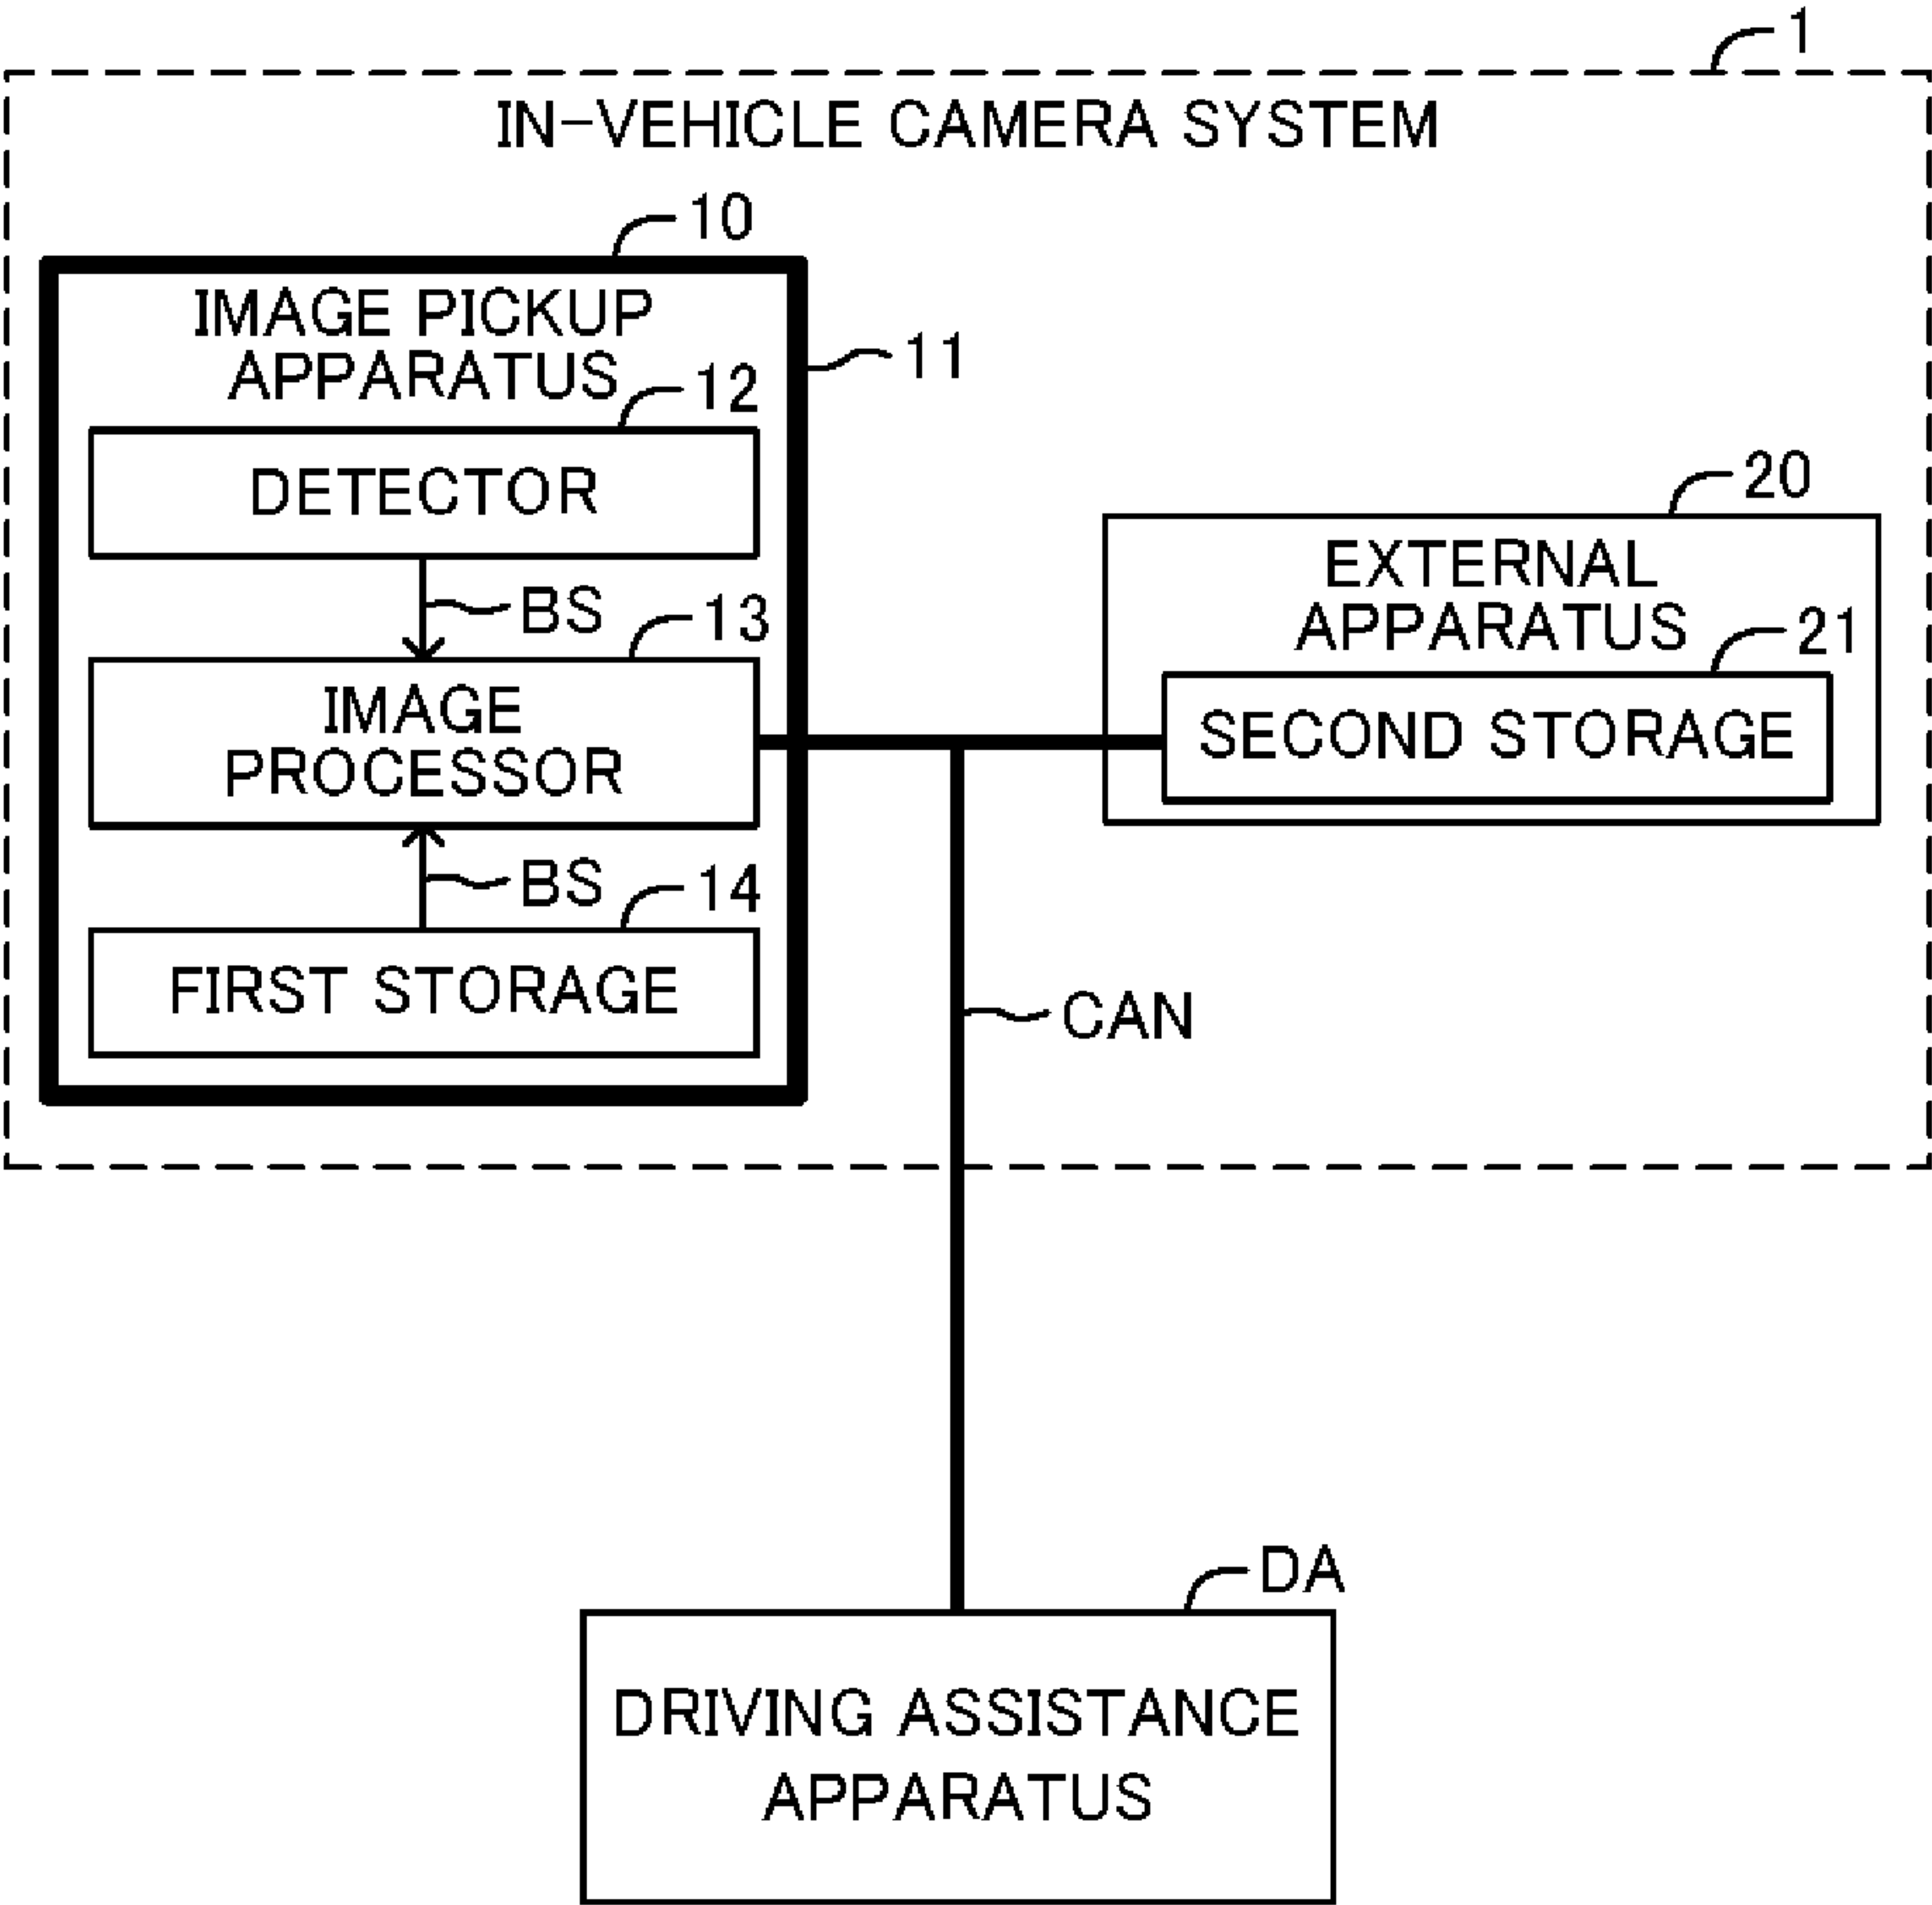 1
IN-VEHICLE CAMERA SYSTEM
10
IMAGE PICKUP
APPARATUS
11
12
DETECTOR
20
EXTERNAL
APPARATUS
BS
13
21
IMAGE
PROCESSOR
SECOND STORAGE
BS
14
FIRST STORAGE
CAN
DA
DRIVING ASSISTANCE
APPARATUS